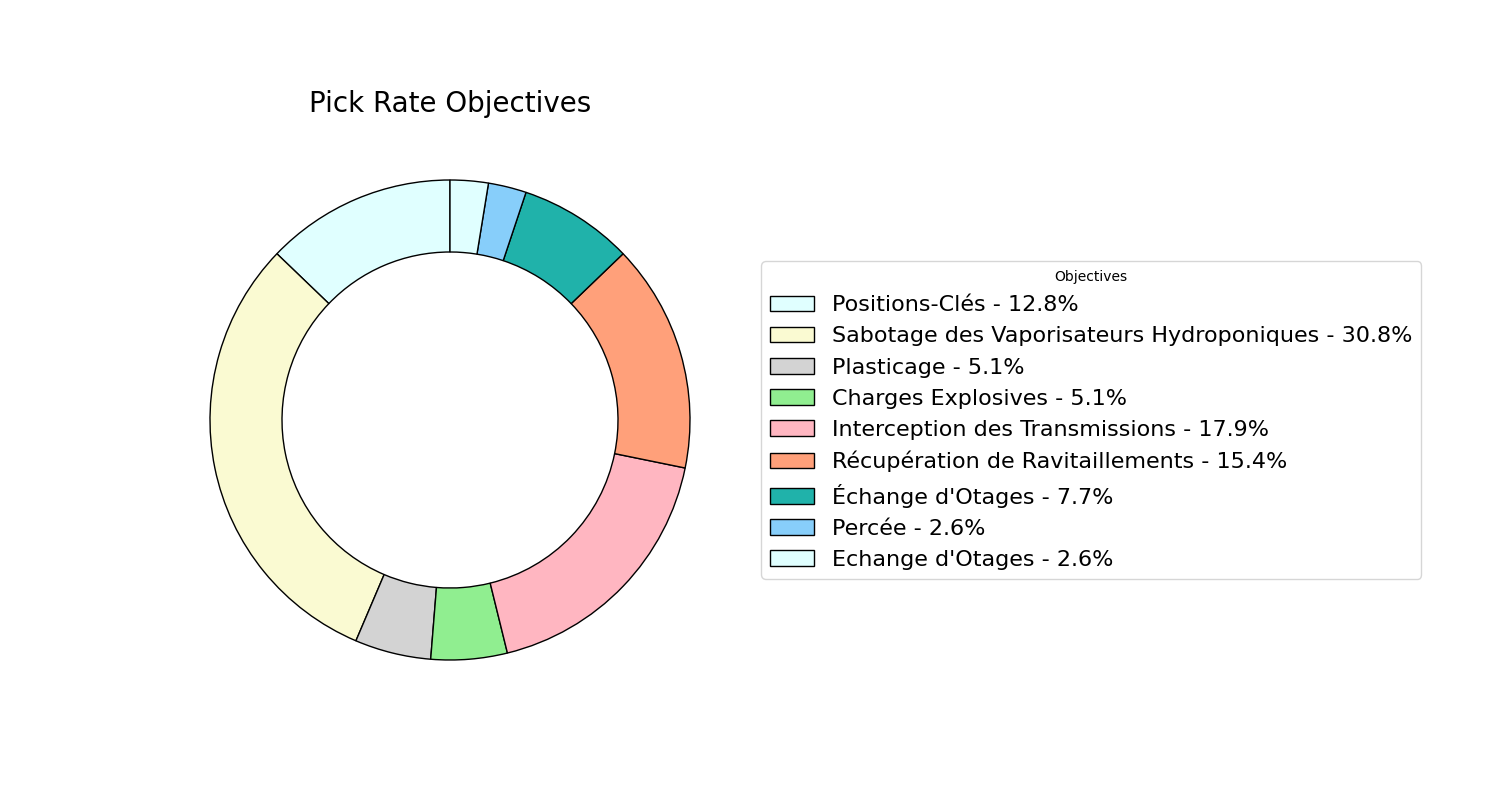 Pick Rate Objectives
Objectives
Positions-Clés - 12.8%
Sabotage des Vaporisateurs Hydroponiques - 30.8%
Plasticage - 5.1%
Charges Explosives - 5.1%
Interception des Transmissions - 17.9%
Récupération de Ravitaillements - 15.4%
Échange d'Otages - 7.7%
Percée - 2.6%
Echange d'Otages - 2.6%